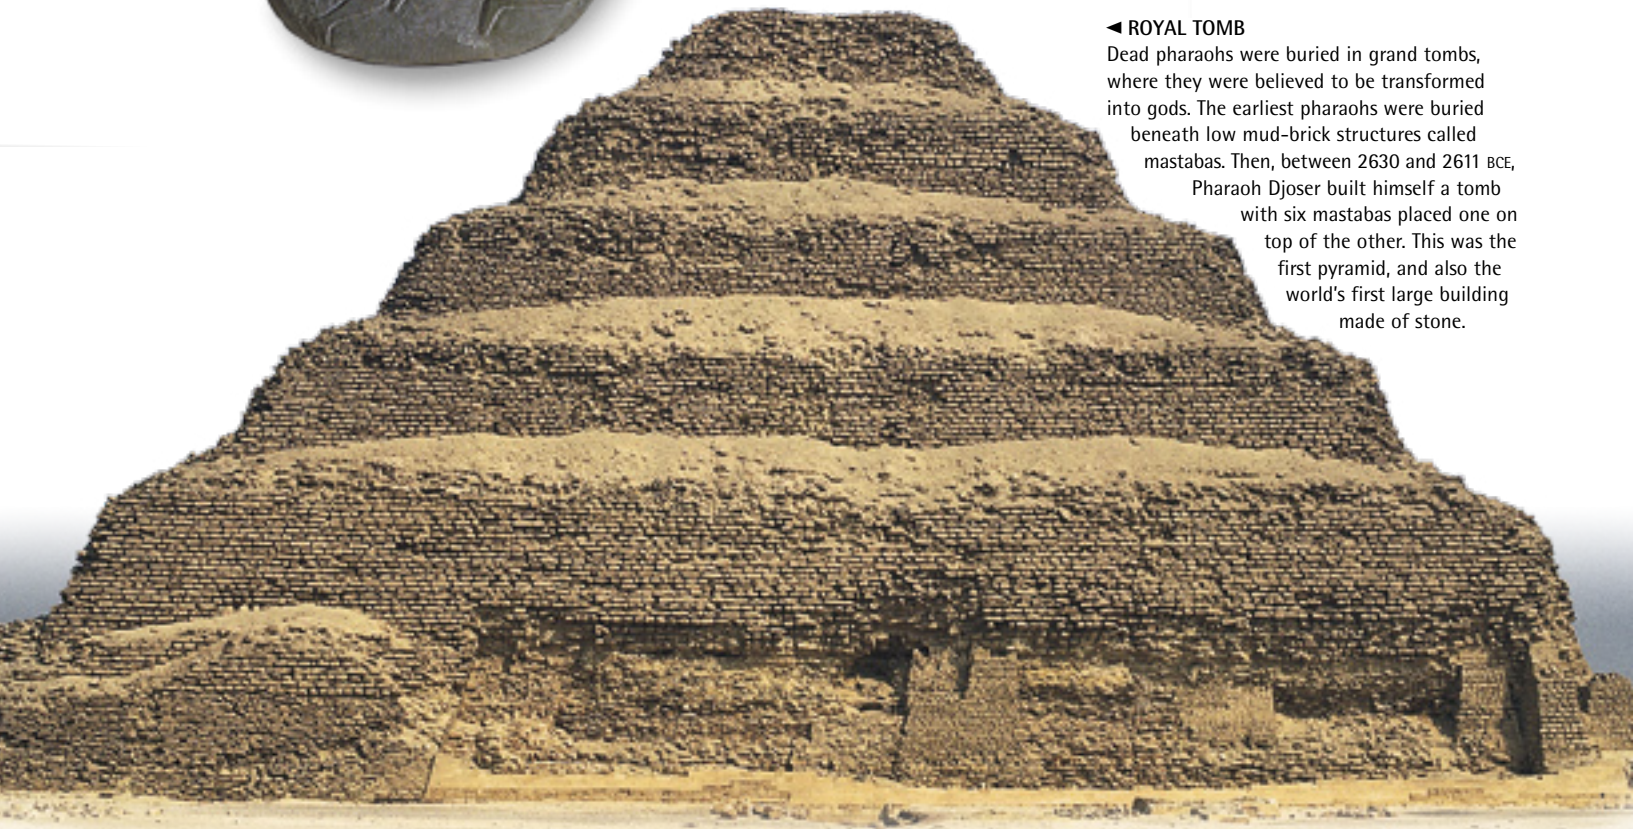 ◄ ROYAL TOMB
Dead pharaohs were buried in grand tombs,
where they were believed to be transformed
into gods. The earliest pharaohs were buried
beneath low mud-brick structures called
mastabas. Then, between 2630 and 2611 BCE,
Pharaoh Djoser built himself a tomb
with six mastabas placed one on
top of the other. This was the
first pyramid, and also the
world's first large building
made of stone.